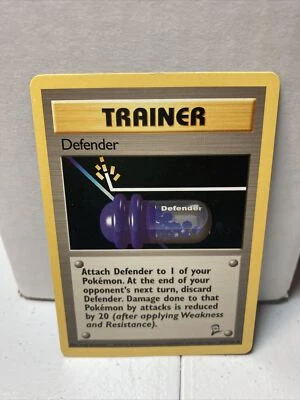 TRAINER
Defender
Defender
Attach Defender to 1 of your
Pokémon. At the end of your
opponent's next turn, discard
Defender. Damage done to that
Pokémon by attacks is reduced
by 20 (after applying Weakness
and Resistance).